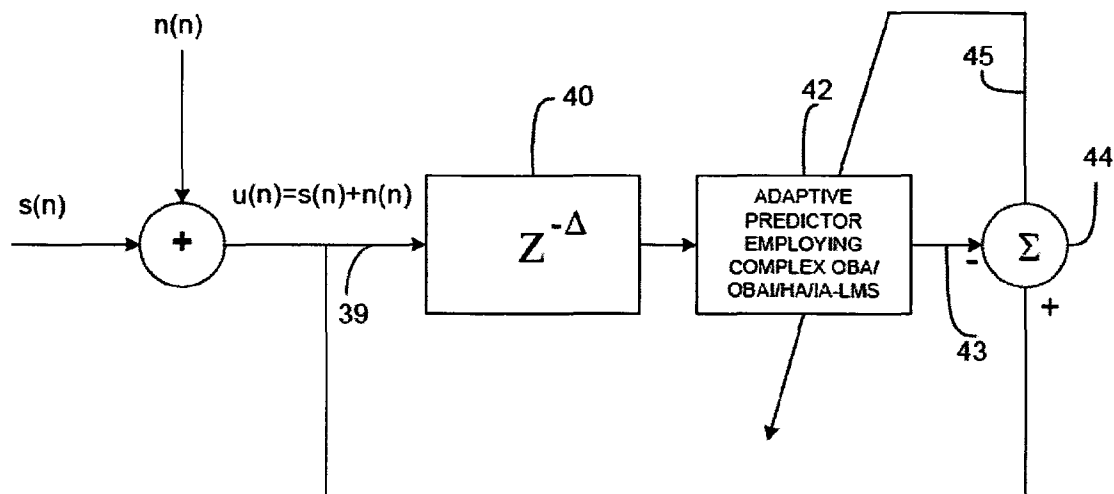 n(n)
s(n)
+
u(n)=s(n)+n(n)
39
40
Z^-Δ
42
ADAPTIVE
PREDICTOR
EMPLOYING
COMPLEX OBA/
OBAI/HA/IA-LMS
43
-
Σ
+
44
45